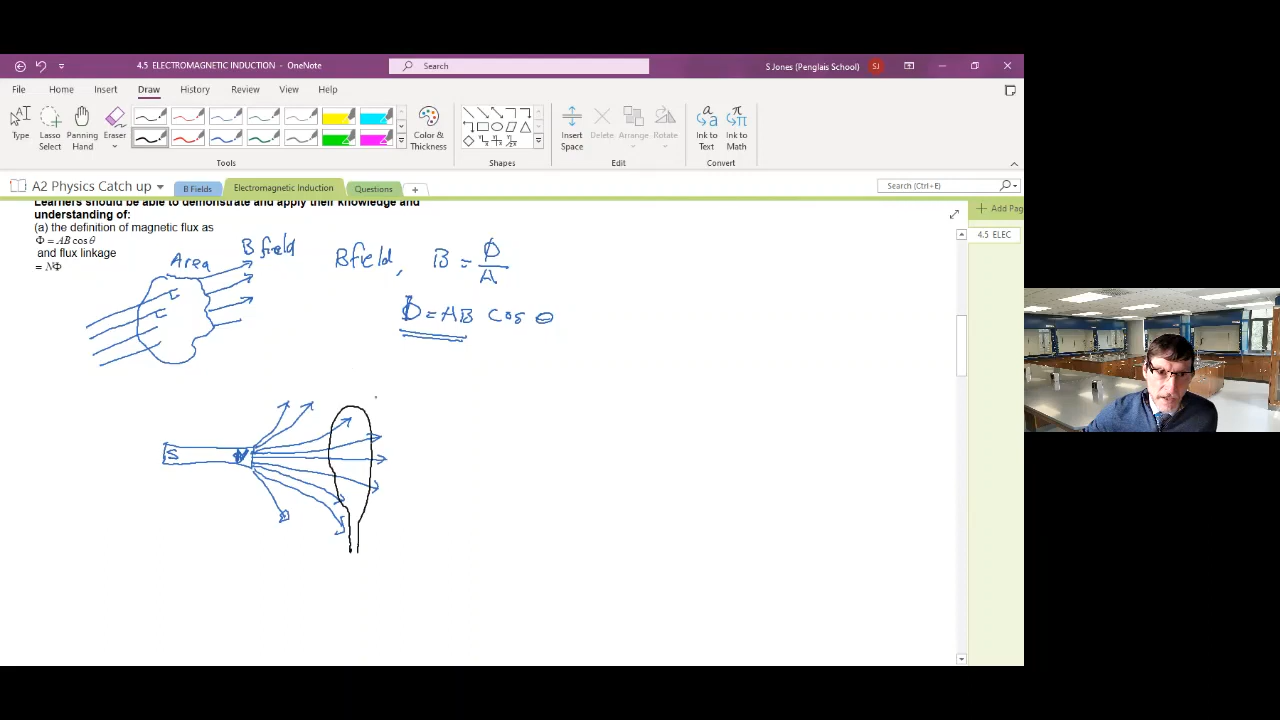 4.5 ELECTROMAGNETIC INDUCTION - OneNote
Search
S Jones (Penglais School)
SJ
File Home Insert Draw History Review View Help
Type
Lasso Select
Panning Hand
Eraser
Color & Thickness
Insert Space
Delete
Arrange
Rotate
a Ink to Text
π Ink to Math
Tools Shapes Edit Convert
A2 Physics Catch up
B Fields
Electromagnetic Induction
Questions
+
Search (Ctrl+E)
Add Pag
4.5 ELEC
Learners should be able to demonstrate and apply their knowledge and
understanding of:
(a) the definition of magnetic flux as
Φ = AB cos θ
and flux linkage
= NΦ
Area
B field
B field, B = Φ/A
Φ = AB cos θ
S N